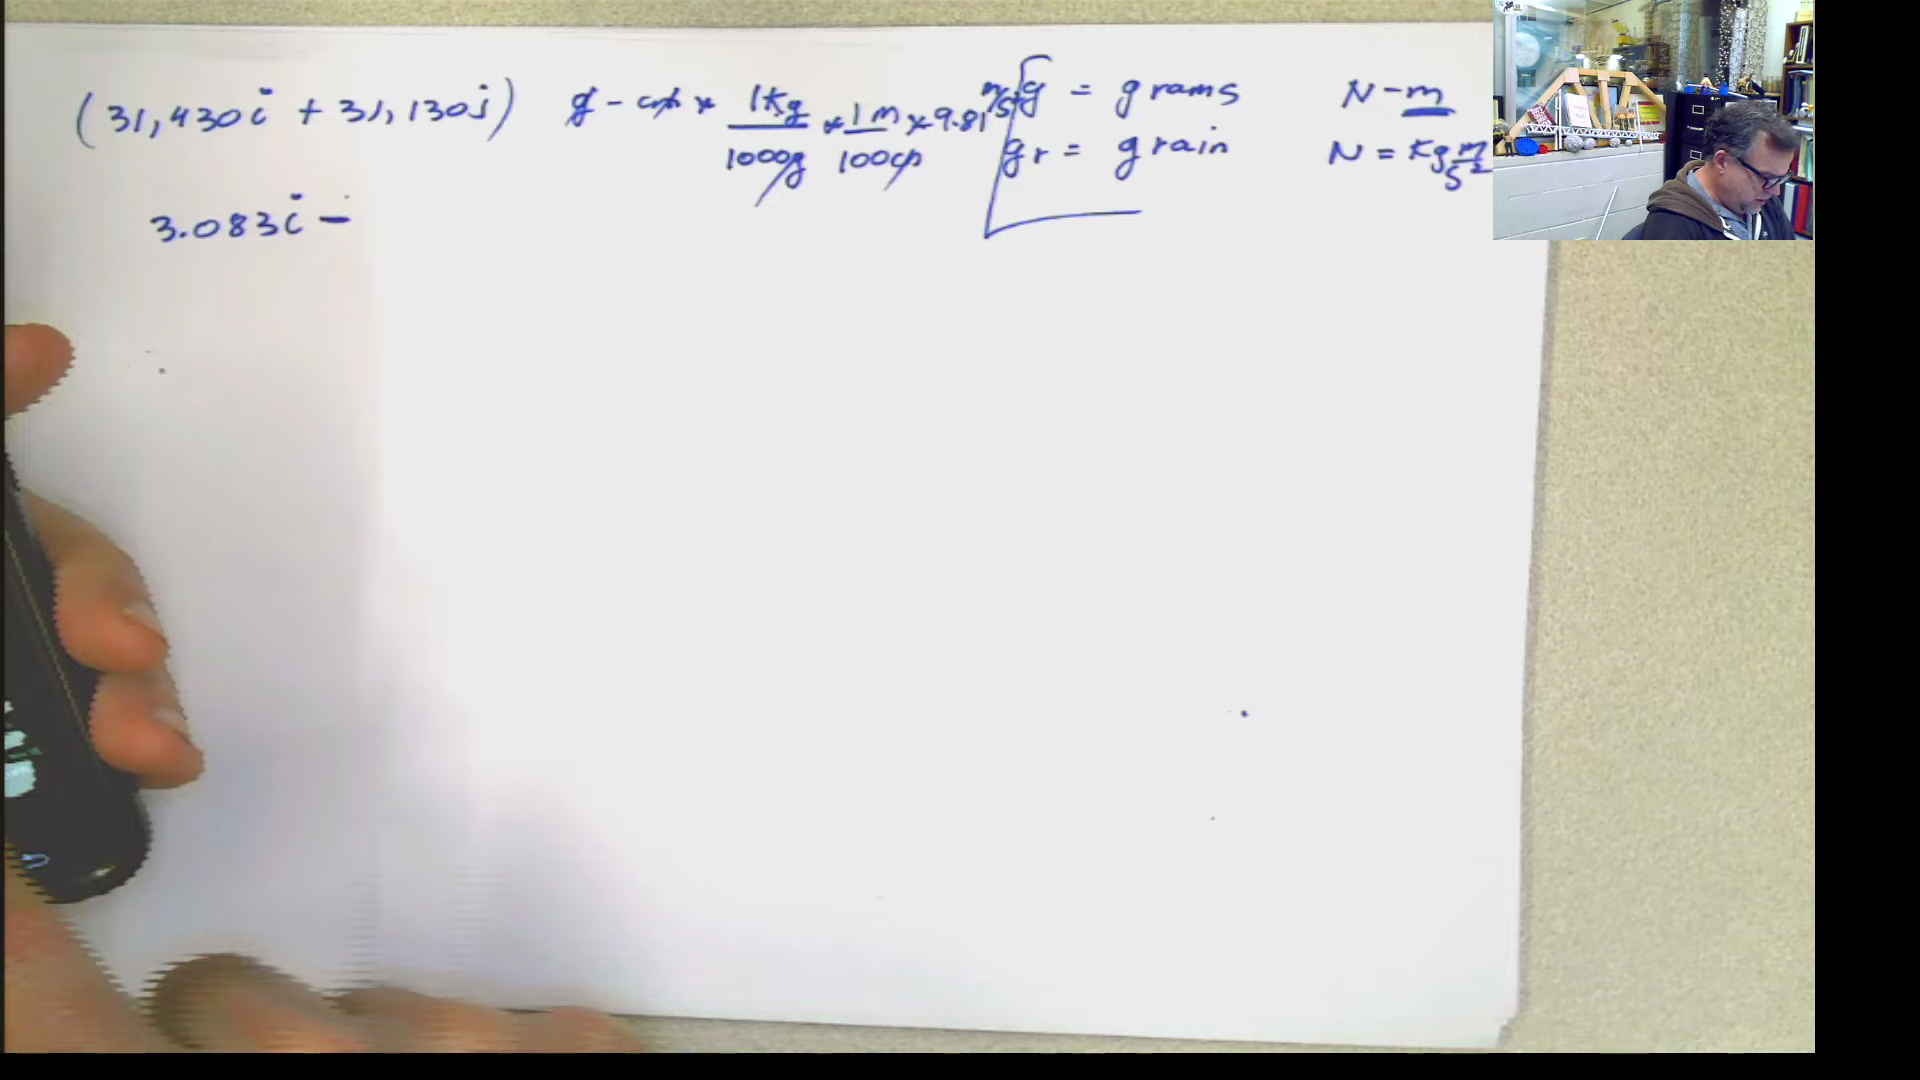 (31,430i + 31,130j) g - cm * 1Kg/1000g * 1m/100cm * 9.81 m/s²
g = grams
gr = grain
N-m
N = Kg m/s²
3.083i -